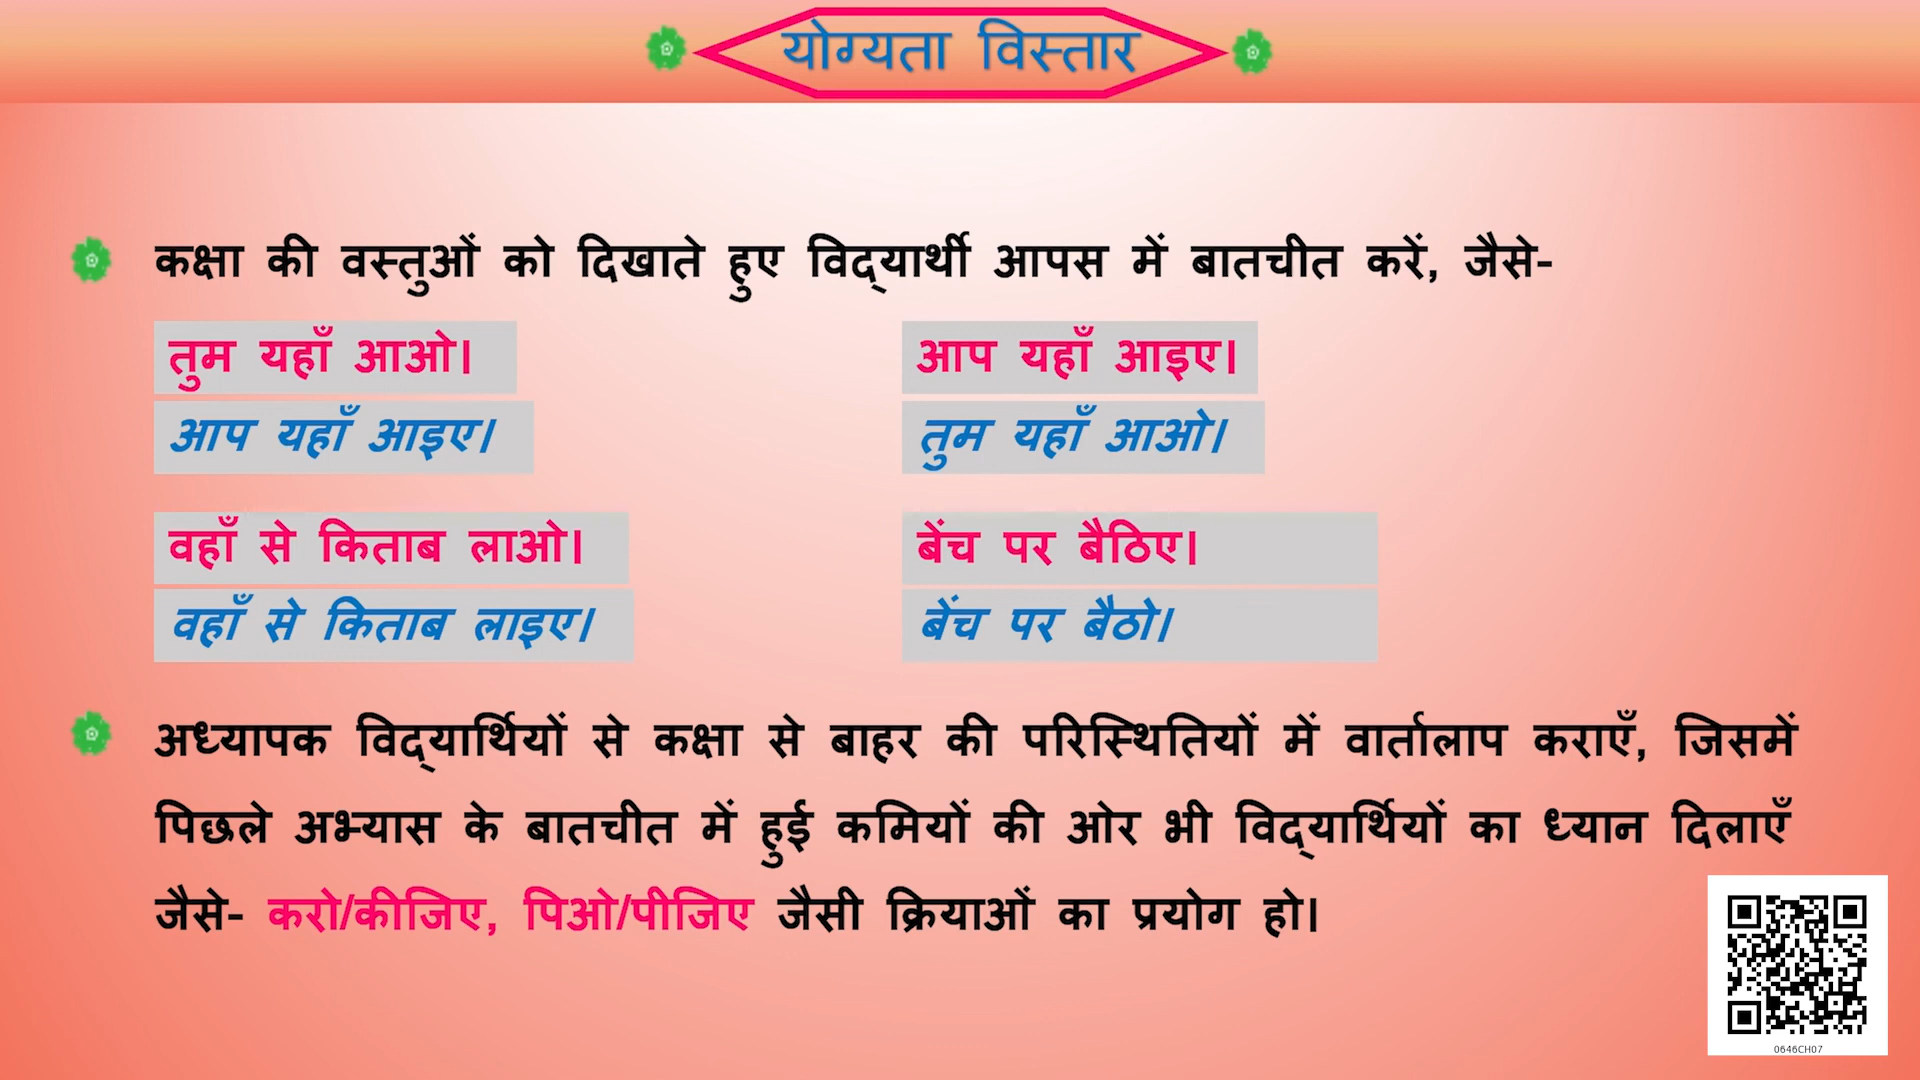 योग्यता विस्तार
कक्षा की वस्तुओं को दिखाते हुए विद्‌यार्थी आपस में बातचीत करें, जैसे-
तुम यहाँ आओ।
आप यहाँ आइए।
आप यहाँ आइए।
तुम यहाँ आओ।
वहाँ से किताब लाओ।
बेंच पर बैठिए।
वहाँ से किताब लाइए।
बेंच पर बैठो।
अध्यापक विद्‌यार्थियों से कक्षा से बाहर की परिस्थितियों में वार्तालाप कराएँ, जिसमें
पिछले अभ्यास के बातचीत में हुई कमियों की ओर भी विद्‌यार्थियों का ध्यान दिलाएँ
जैसे- करो/कीजिए, पिओ/पीजिए जैसी क्रियाओं का प्रयोग हो।
0646CH07